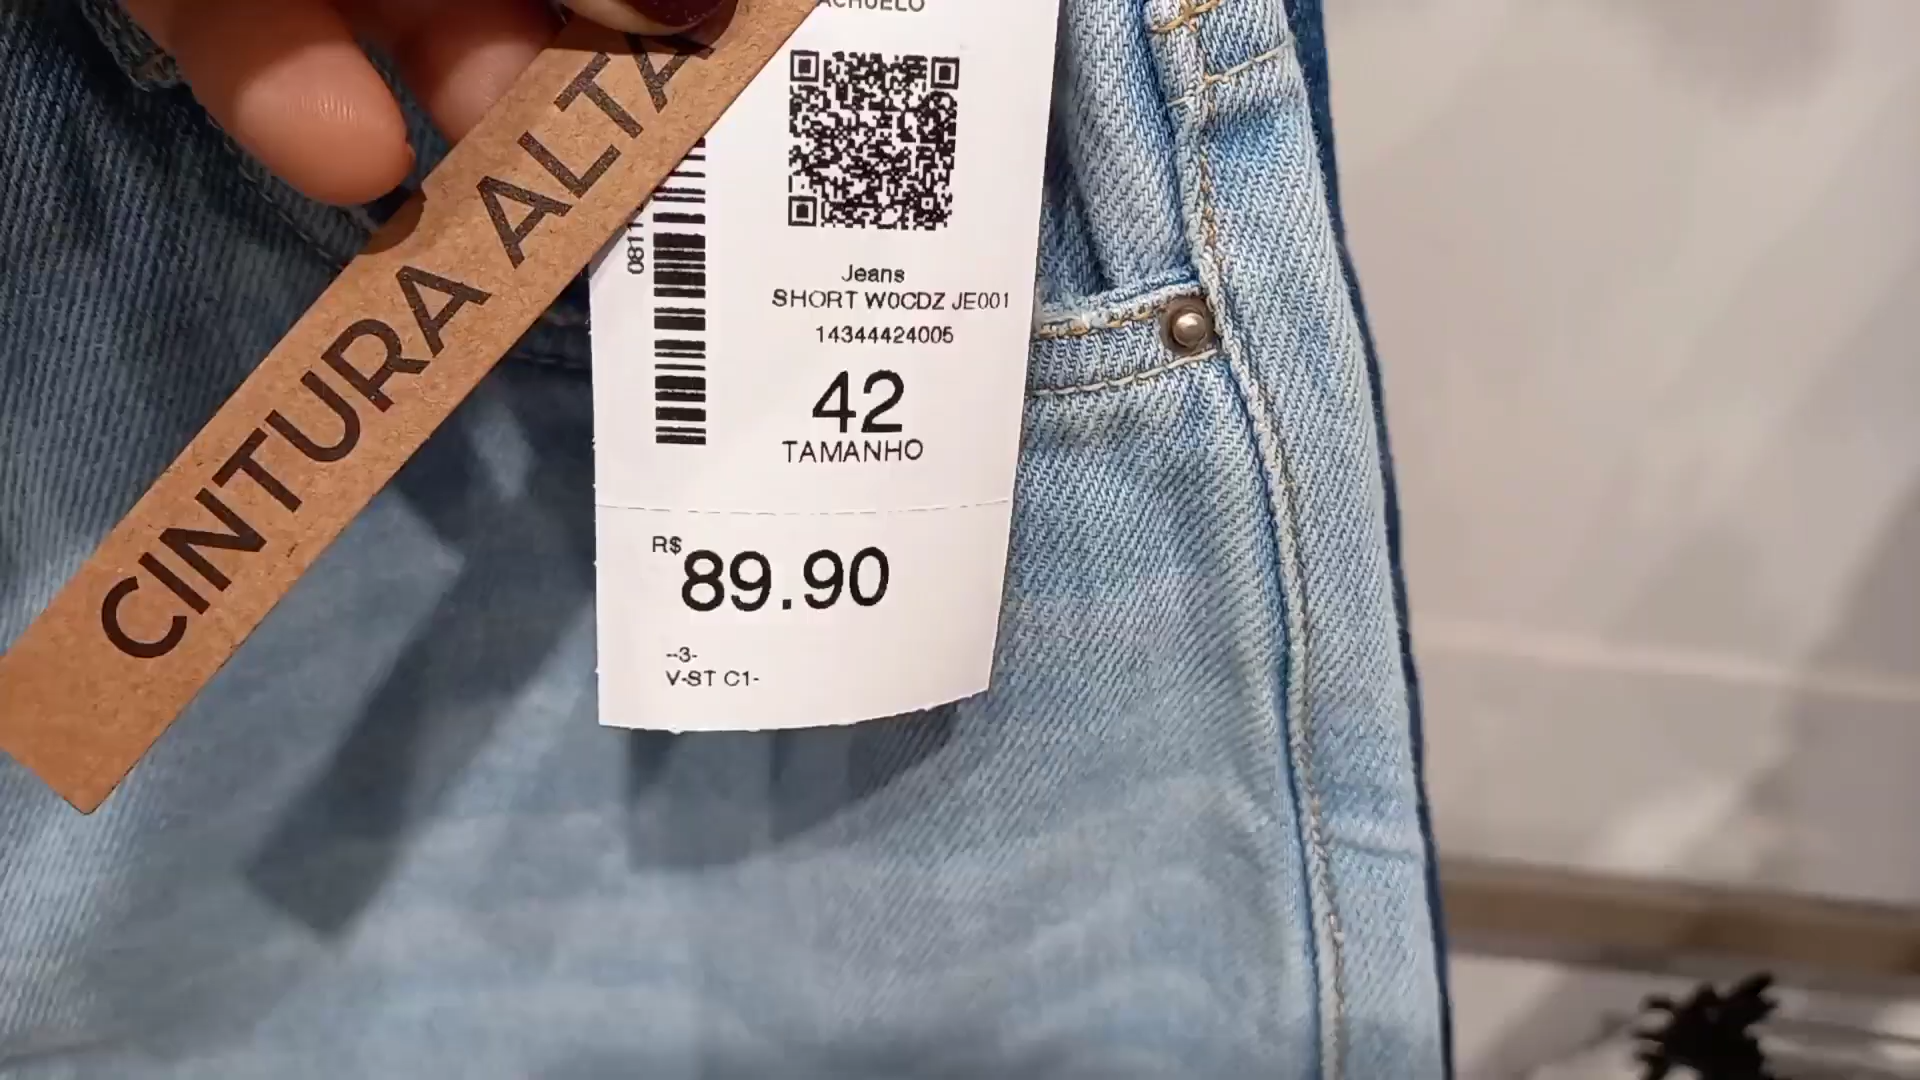 CINTURA ALTA
Jeans
SHORT W0CDZ JE001
14344424005
42
TAMANHO
R$ 89.90
--3-
V-ST C1-